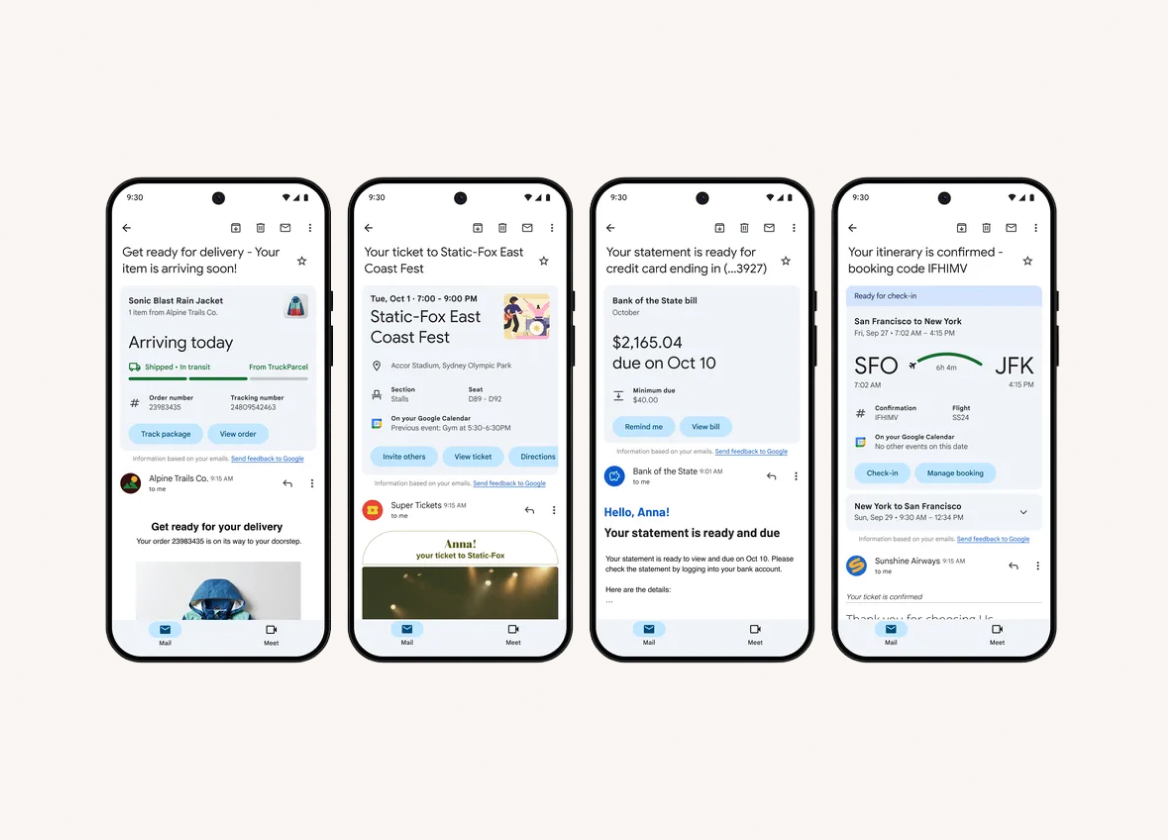 9:30
Get ready for delivery - Your
item is arriving soon!
Sonic Blast Rain Jacket
1 item from Alpine Trails Co.
Arriving today
Shipped • In transit From TruckParcel
Order number Tracking number
23983435 24809542463
Track package View order
Information based on your emails. Send feedback to Google
Alpine Trails Co. 9:15 AM
to me
Get ready for your delivery
Your order 23983435 is on its way to your doorstep.
Mail Meet
9:30
Your ticket to Static-Fox East
Coast Fest
Tue, Oct 1 · 7:00 - 9:00 PM
Static-Fox East
Coast Fest
Accor Stadium, Sydney Olympic Park
Section Seat
Stalls D89 - D92
On your Google Calendar
Previous event: Gym at 5:30-6:30PM
Invite others View ticket Directions
Information based on your emails. Send feedback to Google
Super Tickets 9:15 AM
to me
Anna!
your ticket to Static-Fox
Mail Meet
9:30
Your statement is ready for
credit card ending in (...3927)
Bank of the State bill
October
$2,165.04
due on Oct 10
Minimum due
$40.00
Remind me View bill
Information based on your emails. Send feedback to Google
Bank of the State 9:01 AM
to me
Hello, Anna!
Your statement is ready and due
Your statement is ready to view and due on Oct 10. Please
check the statement by logging into your bank account.
Here are the details:
...
Mail Meet
9:30
Your itinerary is confirmed -
booking code IFHIMV
Ready for check-in
San Francisco to New York
Fri, Sep 27 • 7:02 AM – 4:15 PM
SFO 6h 4m JFK
7:02 AM 4:15 PM
Confirmation Flight
IFHIMV SS24
On your Google Calendar
No other events on this date
Check-in Manage booking
New York to San Francisco
Sun, Sep 29 • 9:30 AM – 12:34 PM
Information based on your emails. Send feedback to Google
Sunshine Airways 9:15 AM
to me
Your ticket is confirmed
Thank you for choosing Us
Mail Meet